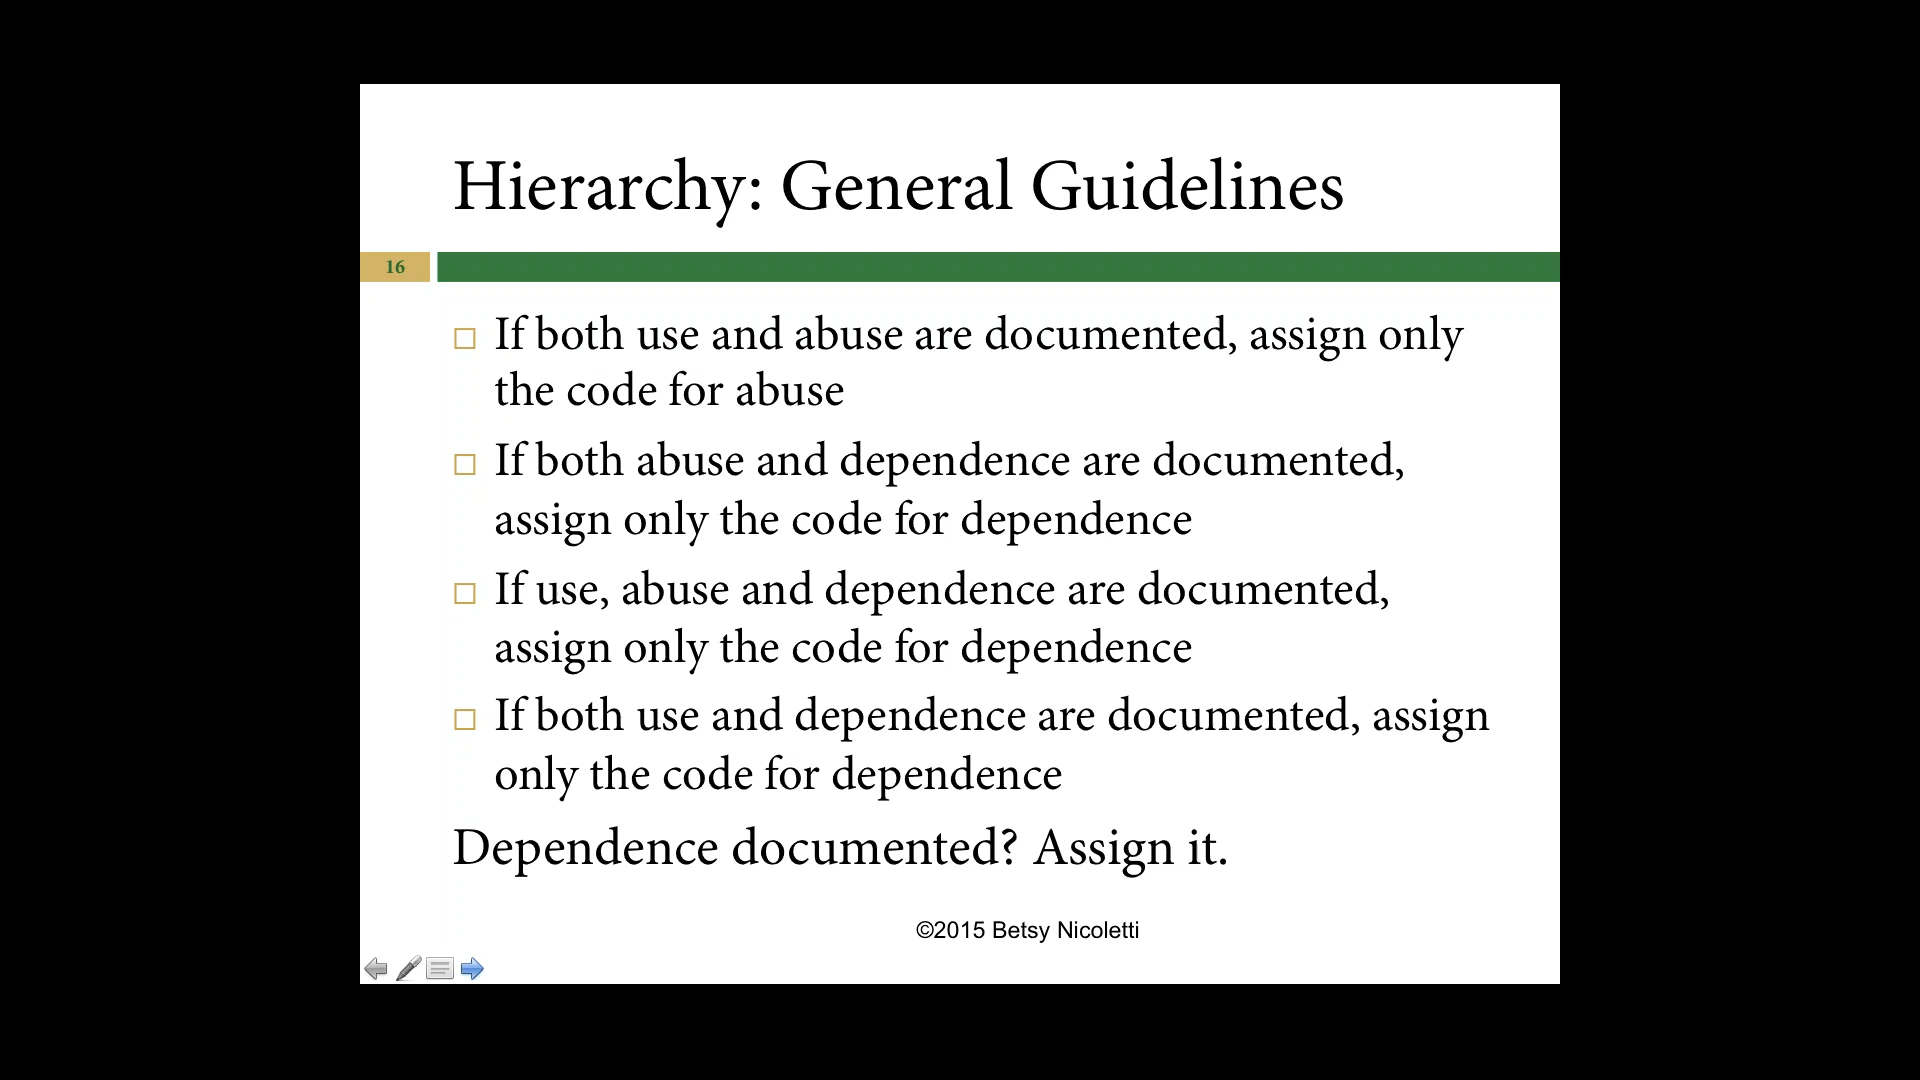 Hierarchy: General Guidelines
16
If both use and abuse are documented, assign only
the code for abuse
If both abuse and dependence are documented,
assign only the code for dependence
If use, abuse and dependence are documented,
assign only the code for dependence
If both use and dependence are documented, assign
only the code for dependence
Dependence documented? Assign it.
©2015 Betsy Nicoletti